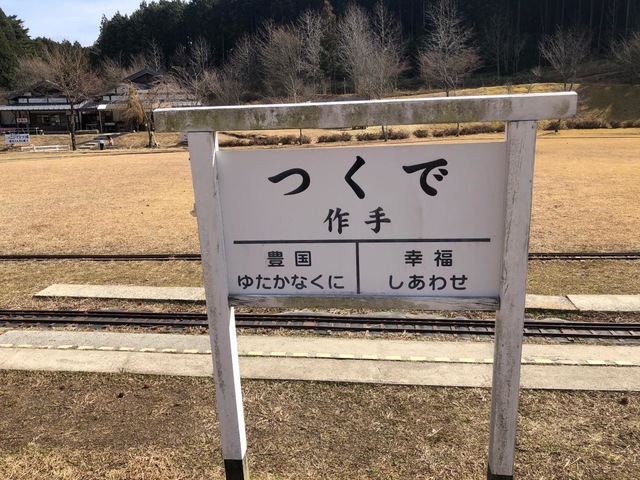 つくで
作手
豊国 幸福
ゆたかなくに しあわせ